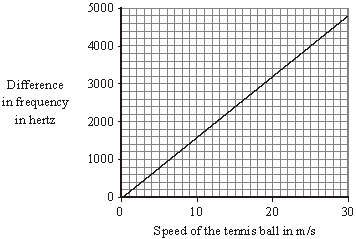 5000
4000
Difference
3000
in frequency
in hertz
2000
1000
0
0
10
20
30
Speed of the tennis ball in m/s